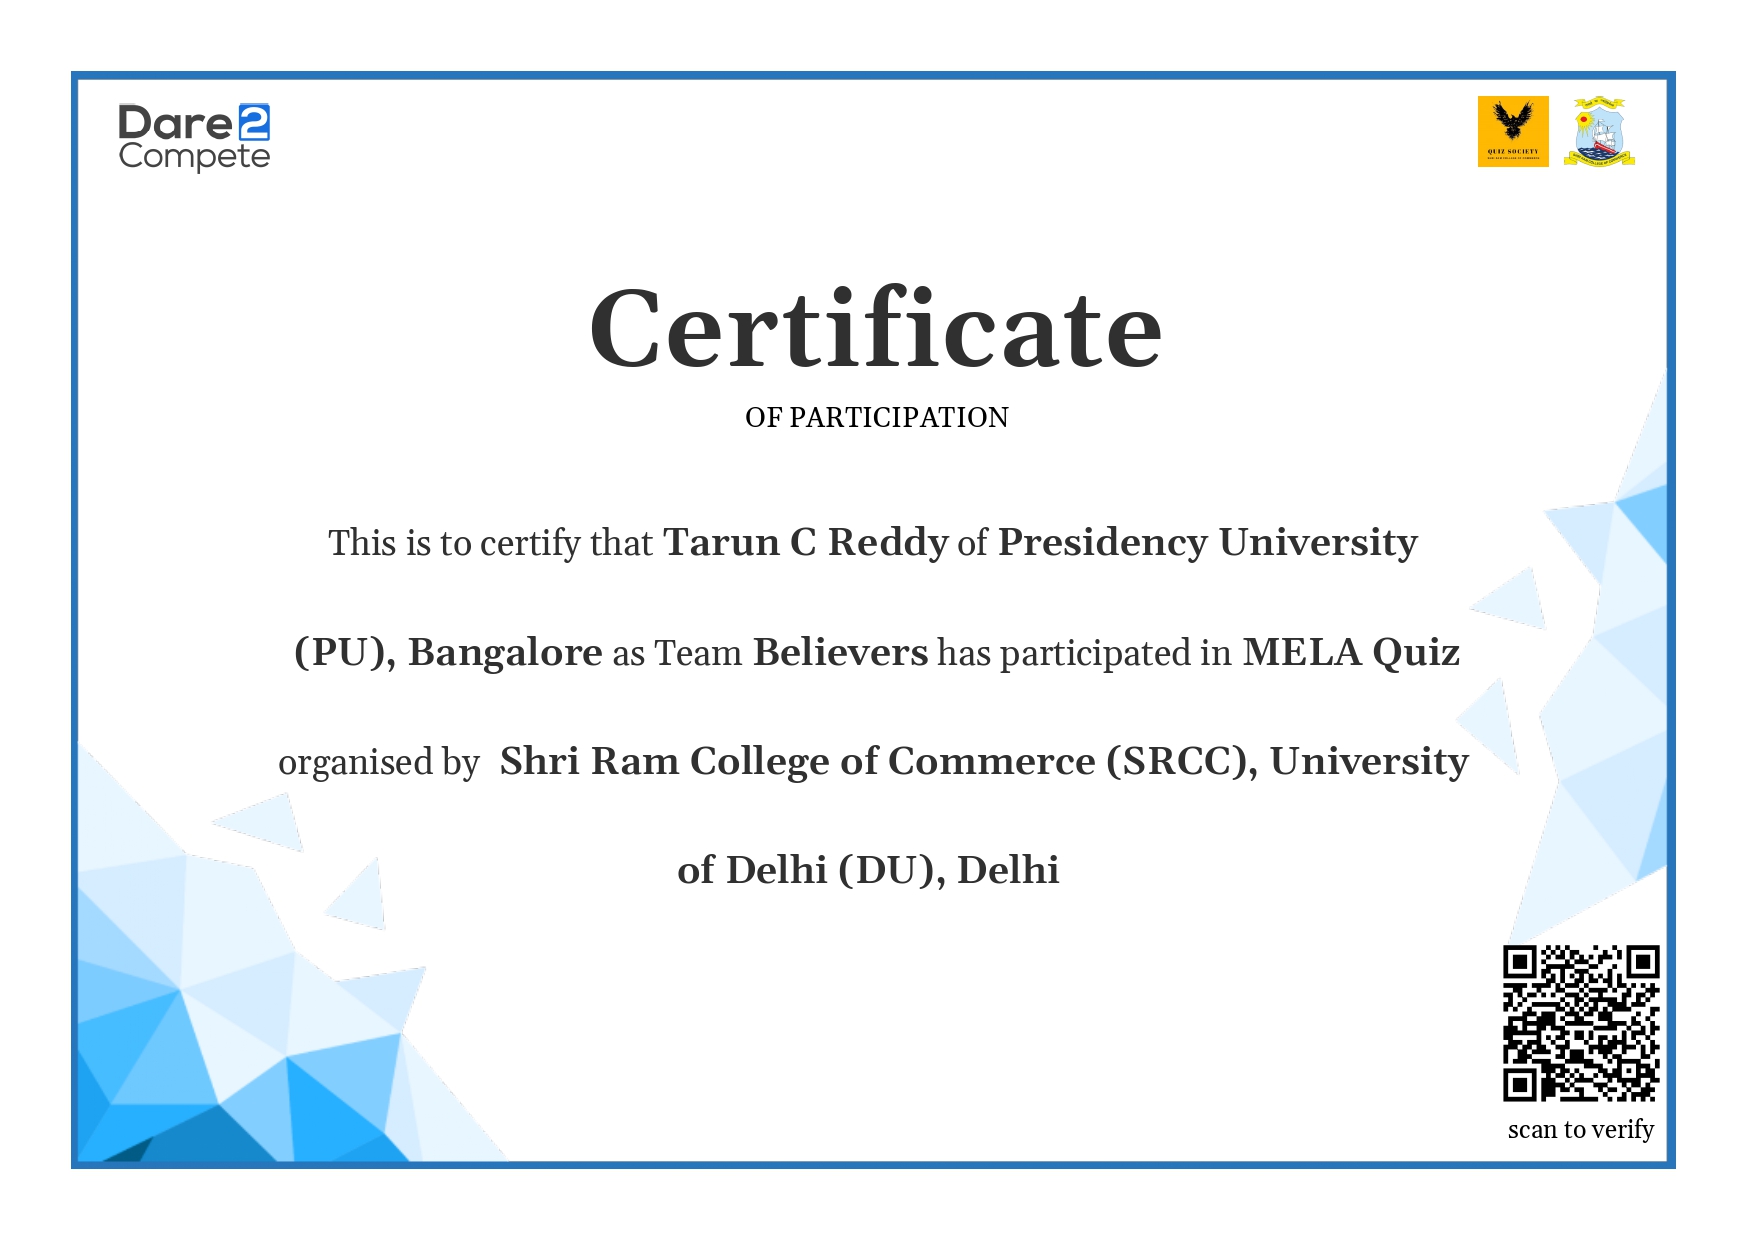 Dare2
Compete
QUIZ SOCIETY
Certificate
OF PARTICIPATION
This is to certify that Tarun C Reddy of Presidency University
(PU), Bangalore as Team Believers has participated in MELA Quiz
organised by Shri Ram College of Commerce (SRCC), University
of Delhi (DU), Delhi
scan to verify